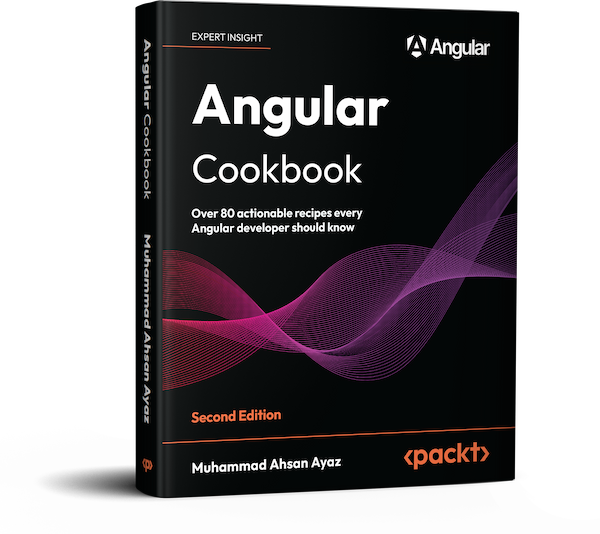 EXPERT INSIGHT
Angular
Angular
Cookbook
Over 80 actionable recipes every
Angular developer should know
Second Edition
Muhammad Ahsan Ayaz
<packt>
Angular Cookbook
Muhammad Ahsan Ayaz
<p>